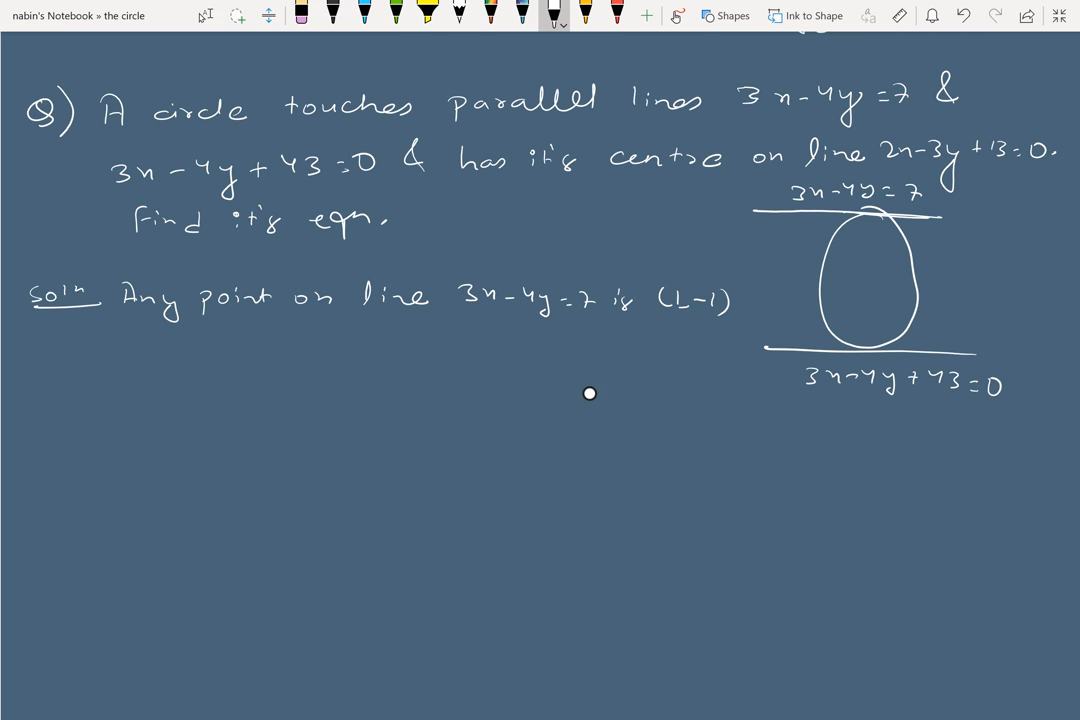 nabin's Notebook » the circle
Shapes
Ink to Shape
Q) A circle touches parallel lines 3x-4y=7 &
3x-4y+43=0 & has it's centre on line 2x-3y+13=0.
Find it's eqn.
3x-4y=7
Soln Any point on line 3x-4y=7 is (1,-1)
3x-4y+43=0